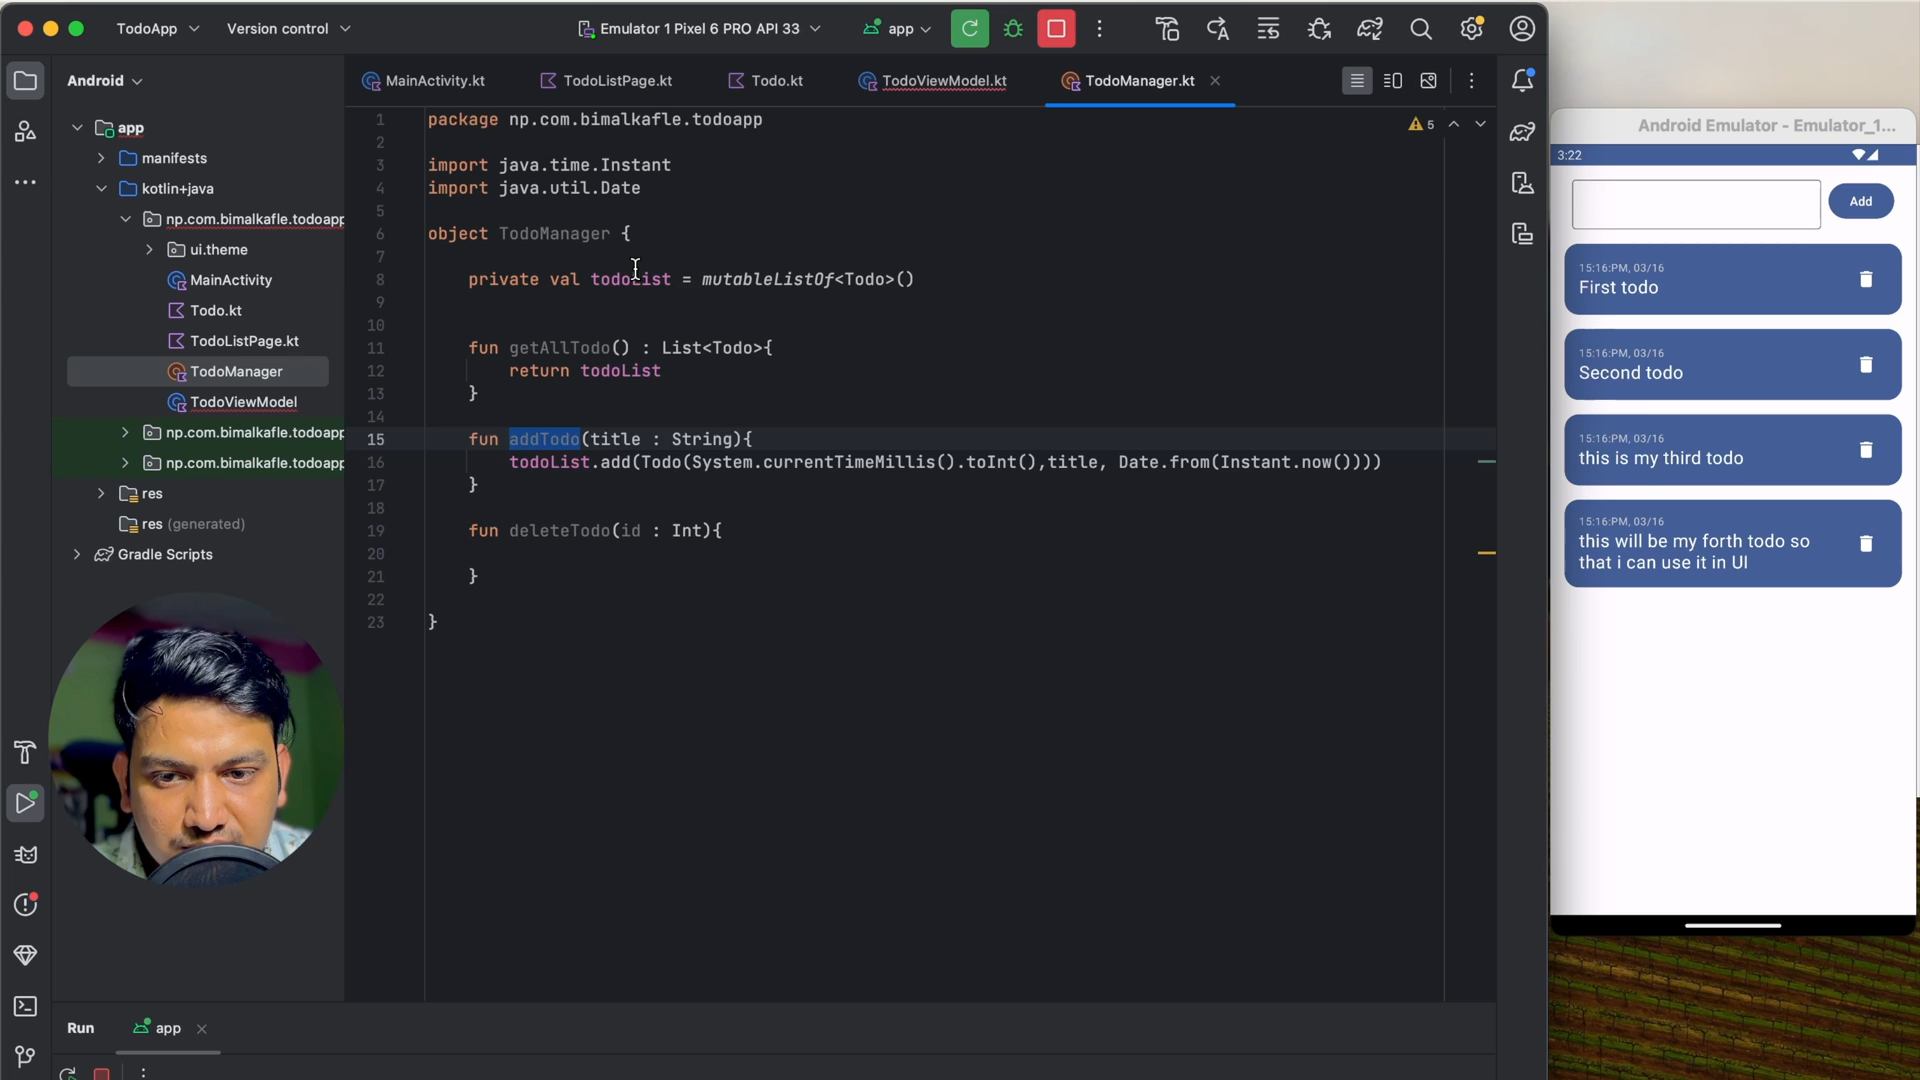 TodoApp
Version control
Emulator 1 Pixel 6 PRO API 33
app
Android
MainActivity.kt
TodoListPage.kt
Todo.kt
TodoViewModel.kt
TodoManager.kt
app
manifests
kotlin+java
np.com.bimalkafle.todoapp
ui.theme
MainActivity
Todo.kt
TodoListPage.kt
TodoManager
TodoViewModel
np.com.bimalkafle.todoapp
np.com.bimalkafle.todoapp
res
res (generated)
Gradle Scripts
5
1 package np.com.bimalkafle.todoapp
2
3 import java.time.Instant
4 import java.util.Date
5
6 object TodoManager {
7
8 private val todoList = mutableListOf<Todo>()
9
10
11 fun getAllTodo() : List<Todo>{
12 return todoList
13 }
14
15 fun addTodo(title : String){
16 todoList.add(Todo(System.currentTimeMillis().toInt(),title, Date.from(Instant.now())))
17 }
18
19 fun deleteTodo(id : Int){
20
21 }
22
23 }
Run
app
Android Emulator - Emulator_1...
3:22
Add
15:16:PM, 03/16
First todo
15:16:PM, 03/16
Second todo
15:16:PM, 03/16
this is my third todo
15:16:PM, 03/16
this will be my forth todo so
that i can use it in UI